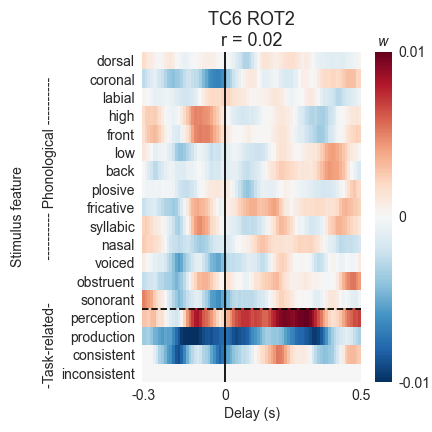 TC6 ROT2
r = 0.02
w
Stimulus feature
---------- Phonological ----------
-Task-related-
dorsal
coronal
labial
high
front
low
back
plosive
fricative
syllabic
nasal
voiced
obstruent
sonorant
perception
production
consistent
inconsistent
0.01
0
-0.01
-0.3
0
0.5
Delay (s)